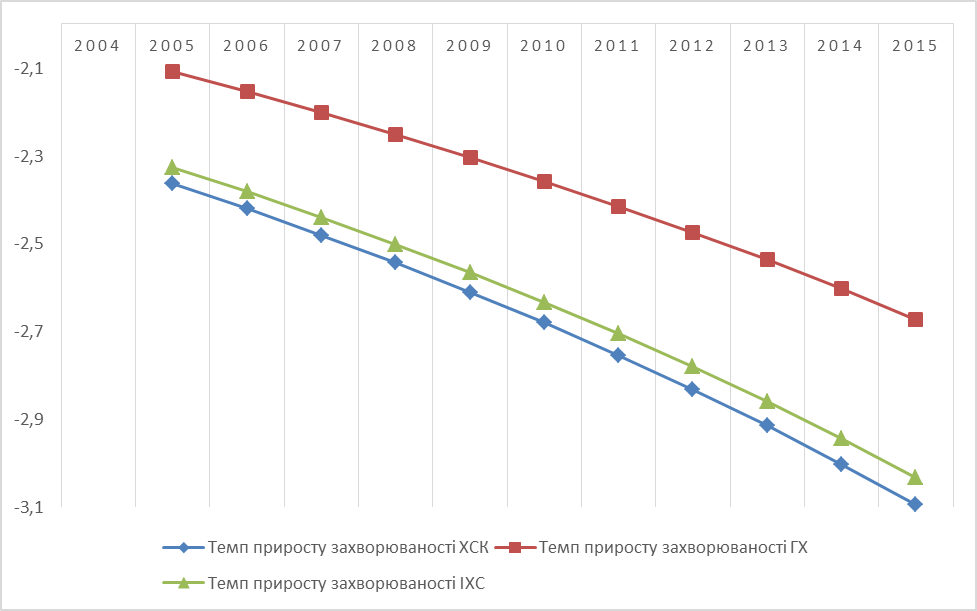 2004 2005 2006 2007 2008 2009 2010 2011 2012 2013 2014 2015
-2,1
-2,3
-2,5
-2,7
-2,9
-3,1
Темп приросту захворюваності ХСК Темп приросту захворюваності ГХ
Темп приросту захворюваності ІХС